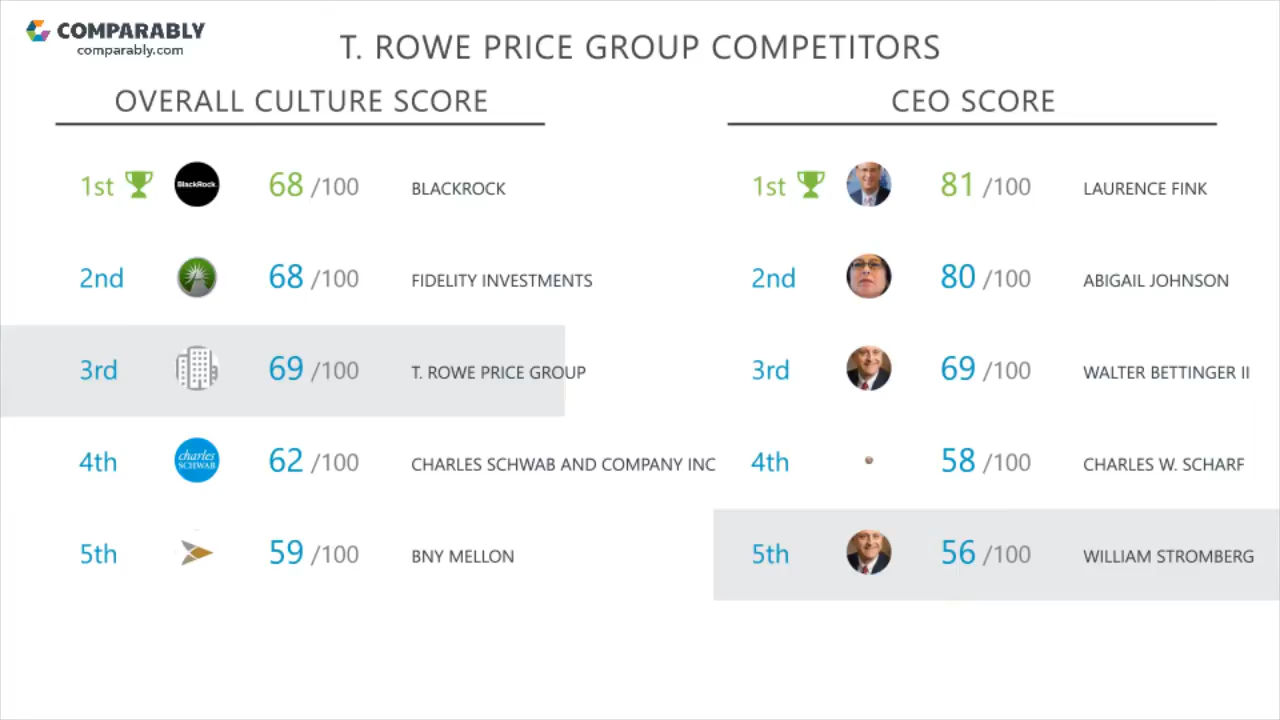 COMPARABLY
comparably.com
T. ROWE PRICE GROUP COMPETITORS
OVERALL CULTURE SCORE
1st BlackRock. 68 /100 BLACKROCK
2nd 68 /100 FIDELITY INVESTMENTS
3rd 69 /100 T. ROWE PRICE GROUP
4th charles SCHWAB 62 /100 CHARLES SCHWAB AND COMPANY INC
5th 59 /100 BNY MELLON
CEO SCORE
1st 81 /100 LAURENCE FINK
2nd 80 /100 ABIGAIL JOHNSON
3rd 69 /100 WALTER BETTINGER II
4th 58 /100 CHARLES W. SCHARF
5th 56 /100 WILLIAM STROMBERG